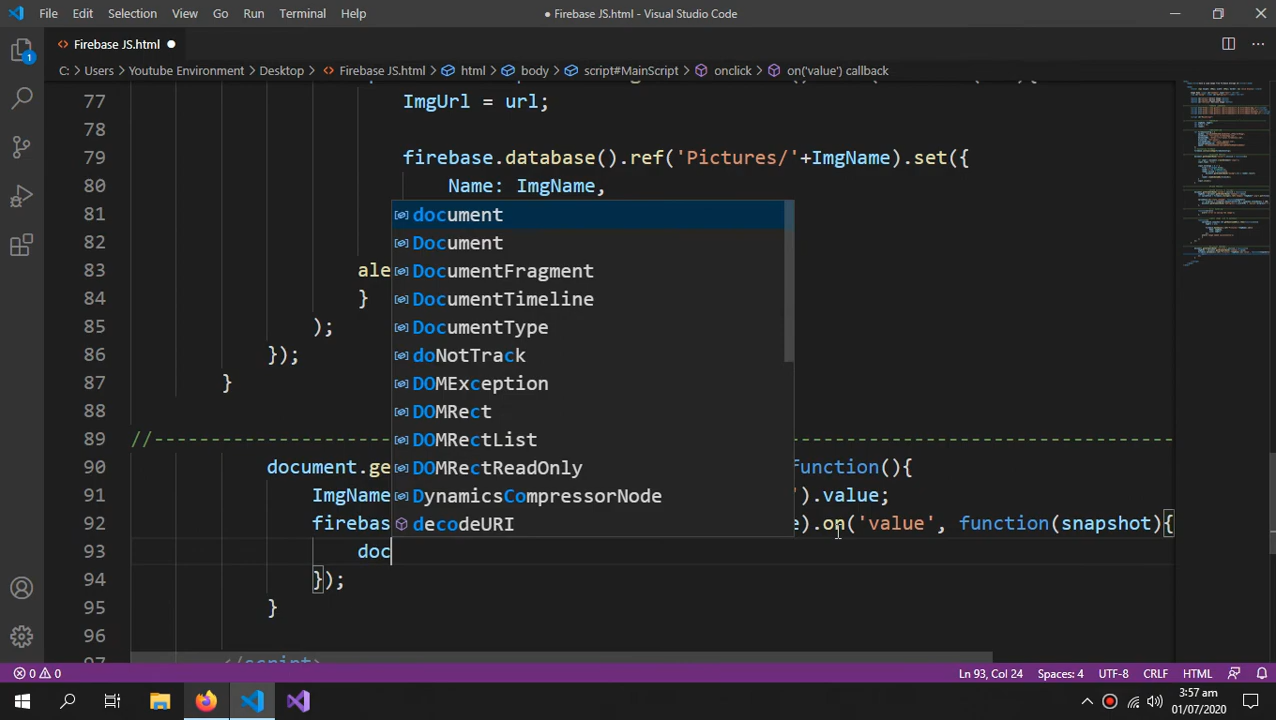 File Edit Selection View Go Run Terminal Help ● Firebase JS.html - Visual Studio Code
<> Firebase JS.html ●
C: > Users > Youtube Environment > Desktop > <> Firebase JS.html > html > body > script#MainScript > onclick > on('value') callback
1
77 ImgUrl = url;
78
79 firebase.database().ref('Pictures/'+ImgName).set({
80 Name: ImgName,
81 document
82 Document
83 ale DocumentFragment
84 } DocumentTimeline
85 ); DocumentType
86 }); doNotTrack
87 } DOMException
88 DOMRect
89 //---------------------- DOMRectList -----------------------------------
90 document.ge DOMRectReadOnly function(){
91 ImgName DynamicsCompressorNode ').value;
92 firebas decodeURI e).on('value', function(snapshot){
93 doc
94 });
95 }
96
97 </script>
0 0 Ln 93, Col 24 Spaces: 4 UTF-8 CRLF HTML
3:57 am
01/07/2020